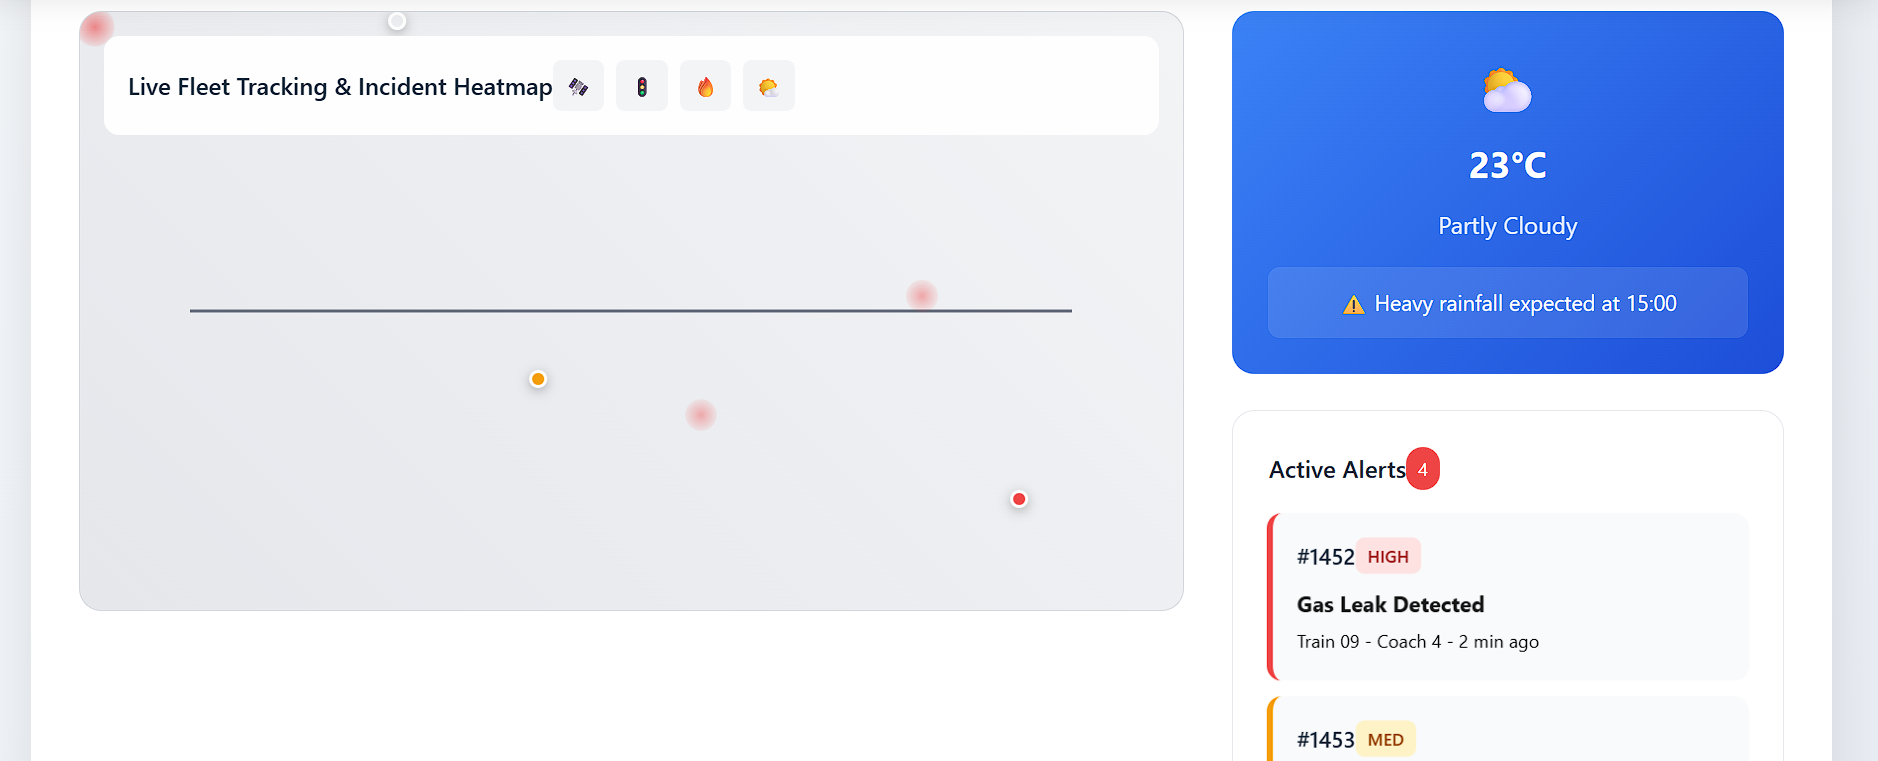 Live Fleet Tracking & Incident Heatmap
23°C
Partly Cloudy
⚠️ Heavy rainfall expected at 15:00
Active Alerts 4
#1452 HIGH
Gas Leak Detected
Train 09 - Coach 4 - 2 min ago
#1453 MED